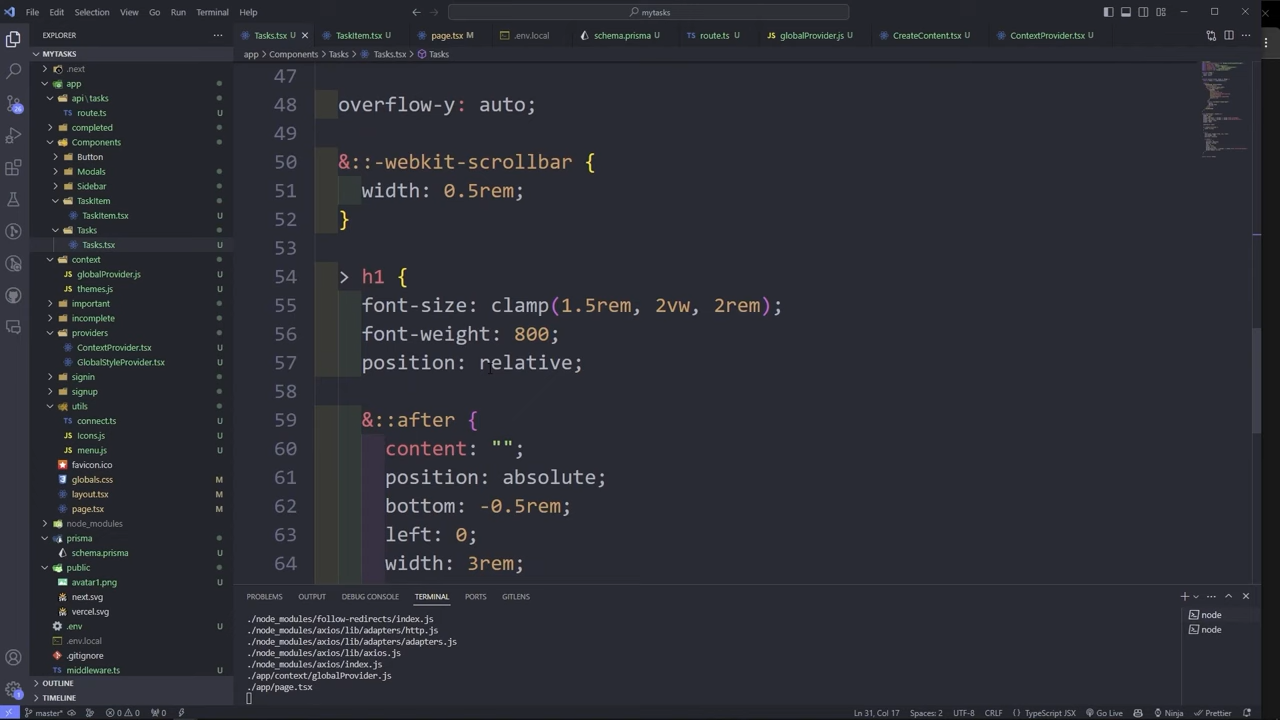 File Edit Selection View Go Run Terminal Help
mytasks
EXPLORER
Tasks.tsx U
TaskItem.tsx U
page.tsx M
.env.local
schema.prisma U
route.ts U
globalProvider.js U
CreateContent.tsx U
ContextProvider.tsx U
app > Components > Tasks > Tasks.tsx > Tasks
MYTASKS
.next
app
api \ tasks
route.ts U
completed
Components
Button
Modals
Sidebar
TaskItem
TaskItem.tsx U
Tasks
Tasks.tsx U
context
globalProvider.js U
themes.js U
important
incomplete
providers
ContextProvider.tsx U
GlobalStyleProvider.tsx U
signin
signup
utils
connect.ts U
Icons.js U
menu.js U
favicon.ico
globals.css M
layout.tsx M
page.tsx M
node_modules
prisma
schema.prisma U
public
avatar1.png U
next.svg
vercel.svg
.env U
.env.local
.gitignore
middleware.ts U
OUTLINE
TIMELINE
47
48 overflow-y: auto;
49
50 &::-webkit-scrollbar {
51 width: 0.5rem;
52 }
53
54 > h1 {
55 font-size: clamp(1.5rem, 2vw, 2rem);
56 font-weight: 800;
57 position: relative;
58
59 &::after {
60 content: "";
61 position: absolute;
62 bottom: -0.5rem;
63 left: 0;
64 width: 3rem;
PROBLEMS OUTPUT DEBUG CONSOLE TERMINAL PORTS GITLENS
./node_modules/follow-redirects/index.js
./node_modules/axios/lib/adapters/http.js
./node_modules/axios/lib/adapters/adapters.js
./node_modules/axios/lib/axios.js
./node_modules/axios/index.js
./app/context/globalProvider.js
./app/page.tsx
node
node
master* 0 0 0 Ln 31, Col 17 Spaces: 2 UTF-8 CRLF TypeScript JSX Go Live Ninja Prettier